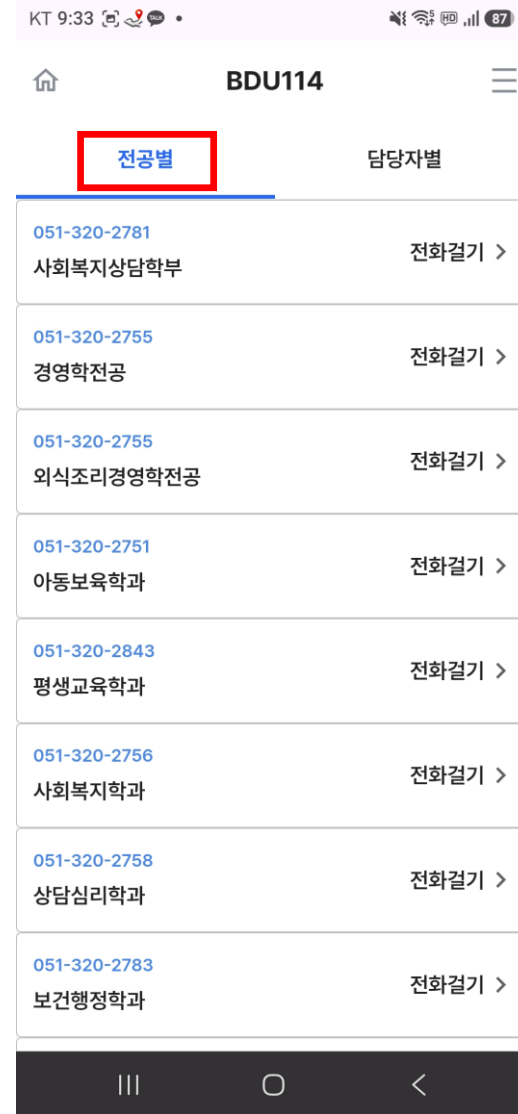 KT 9:33 TALK
HD 87
BDU114
전공별 담당자별
051-320-2781
사회복지상담학부
전화걸기
051-320-2755
경영학전공
전화걸기
051-320-2755
외식조리경영학전공
전화걸기
051-320-2751
아동보육학과
전화걸기
051-320-2843
평생교육학과
전화걸기
051-320-2756
사회복지학과
전화걸기
051-320-2758
상담심리학과
전화걸기
051-320-2783
보건행정학과
전화걸기